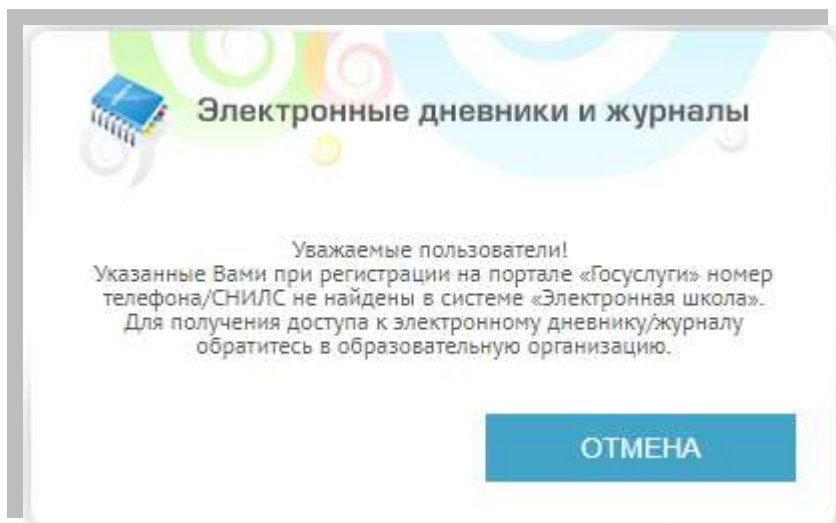 Электронные дневники и журналы
Уважаемые пользователи!
Указанные Вами при регистрации на портале «Госуслуги» номер
телефона/СНИЛС не найдены в системе «Электронная школа».
Для получения доступа к электронному дневнику/журналу
обратитесь в образовательную организацию.
ОТМЕНА